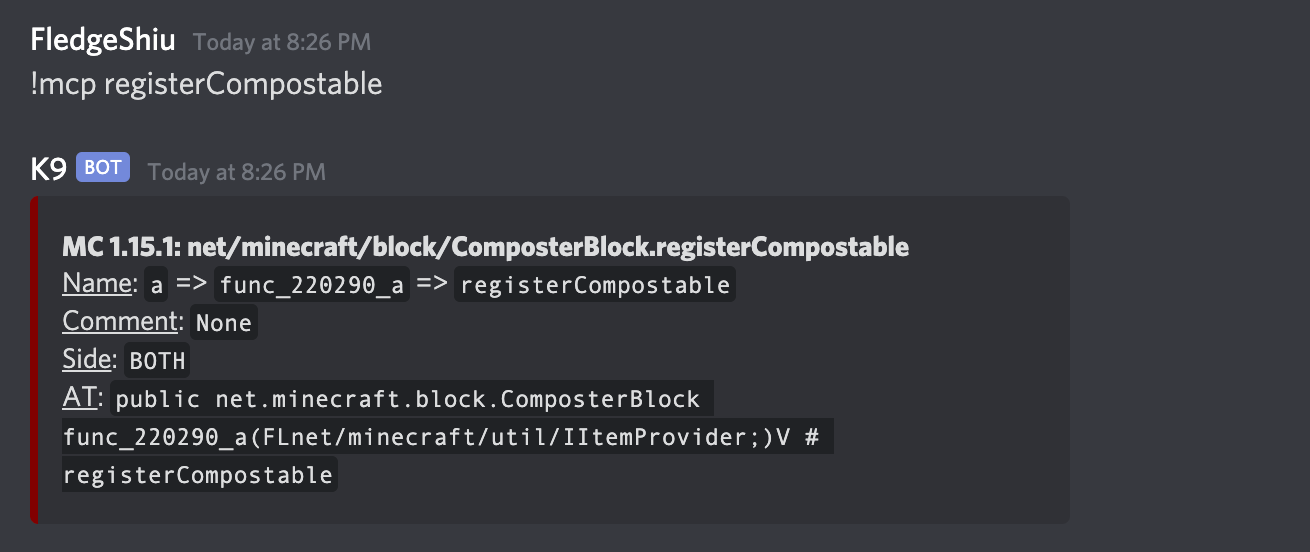 FledgeShiu Today at 8:26 PM
!mcp registerCompostable
K9 BOT Today at 8:26 PM
MC 1.15.1: net/minecraft/block/ComposterBlock.registerCompostable
Name: a => func_220290_a => registerCompostable
Comment: None
Side: BOTH
AT: public net.minecraft.block.ComposterBlock
func_220290_a(FLnet/minecraft/util/IItemProvider;)V #
registerCompostable